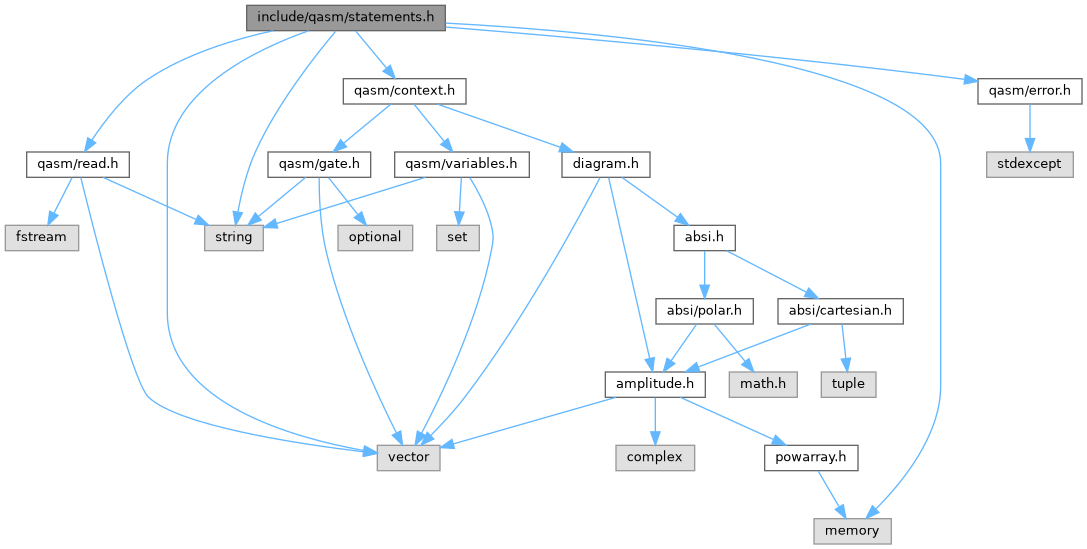 include/qasm/statements.h
qasm/context.h
qasm/error.h
qasm/read.h
qasm/gate.h
qasm/variables.h
diagram.h
stdexcept
fstream
string
optional
set
absi.h
absi/polar.h
absi/cartesian.h
amplitude.h
math.h
tuple
vector
complex
powarray.h
memory